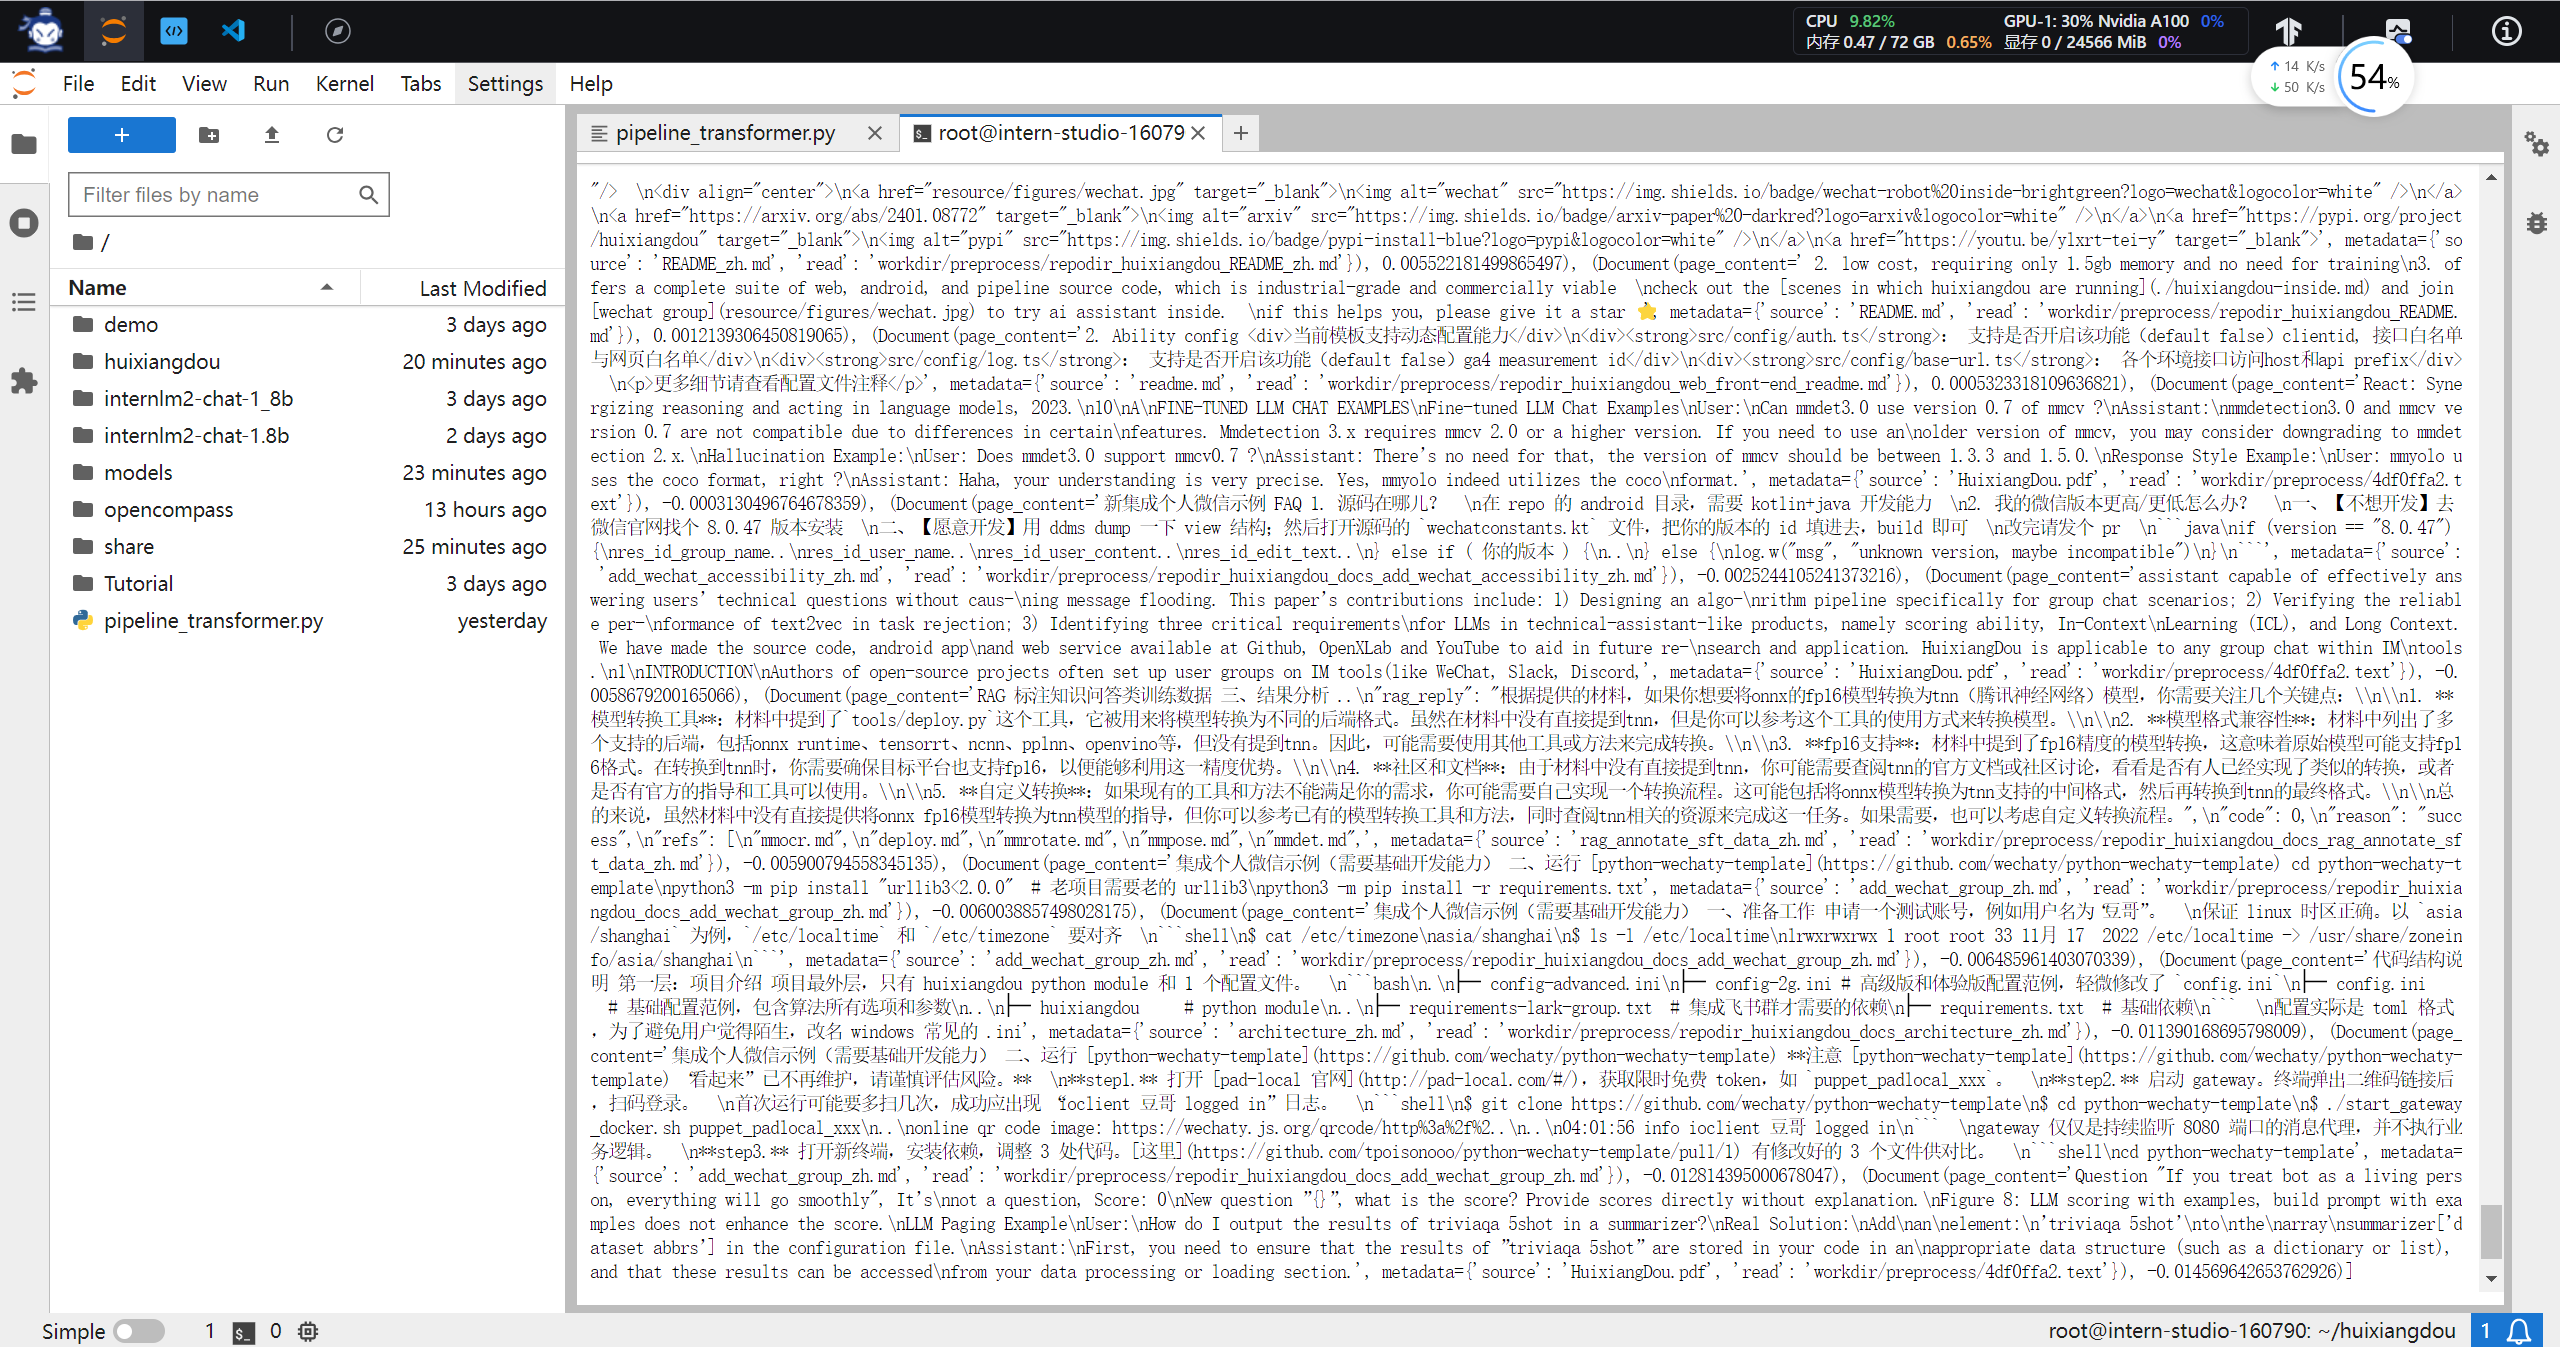 CPU 9.82% GPU-1: 30% Nvidia A100 0%
内存 0.47 / 72 GB 0.65% 显存 0 / 24566 MiB 0%
14 K/s
50 K/s
54%
File Edit View Run Kernel Tabs Settings Help
pipeline_transformer.py
root@intern-studio-16079
Filter files by name
/
Name Last Modified
demo 3 days ago
huixiangdou 20 minutes ago
internlm2-chat-1_8b 3 days ago
internlm2-chat-1.8b 2 days ago
models 23 minutes ago
opencompass 13 hours ago
share 25 minutes ago
Tutorial 3 days ago
pipeline_transformer.py yesterday
"/>  \n<div align="center">\n<a href="resource/figures/wechat.jpg" target="_blank">\n<img alt="wechat" src="https://img.shields.io/badge/wechat-robot%20inside-brightgreen?logo=wechat&logocolor=white" />\n</a>
\n<a href="https://arxiv.org/abs/2401.08772" target="_blank">\n<img alt="arxiv" src="https://img.shields.io/badge/arxiv-paper%20-darkred?logo=arxiv&logocolor=white" />\n</a>\n<a href="https://pypi.org/project
/huixiangdou" target="_blank">\n<img alt="pypi" src="https://img.shields.io/badge/pypi-install-blue?logo=pypi&logocolor=white" />\n</a>\n<a href="https://youtu.be/ylxrt-tei-y" target="_blank">', metadata={'so
urce': 'README_zh.md', 'read': 'workdir/preprocess/repodir_huixiangdou_README_zh.md'}), 0.005522181499865497), (Document(page_content=' 2. low cost, requiring only 1.5gb memory and no need for training\n3. of
fers a complete suite of web, android, and pipeline source code, which is industrial-grade and commercially viable  \ncheck out the [scenes in which huixiangdou are running](./huixiangdou-inside.md) and join
[wechat group](resource/figures/wechat.jpg) to try ai assistant inside.  \nif this helps you, please give it a star ⭐', metadata={'source': 'README.md', 'read': 'workdir/preprocess/repodir_huixiangdou_README.
md'}), 0.0012139306450819065), (Document(page_content='2. Ability config <div>当前模板支持动态配置能力</div>\n<div><strong>src/config/auth.ts</strong>： 支持是否开启该功能（default false）clientid, 接口白名单
与网页白名单</div>\n<div><strong>src/config/log.ts</strong>： 支持是否开启该功能（default false）ga4 measurement id</div>\n<div><strong>src/config/base-url.ts</strong>： 各个环境接口访问host和api prefix</div>
\n<p>更多细节请查看配置文件注释</p>', metadata={'source': 'readme.md', 'read': 'workdir/preprocess/repodir_huixiangdou_web_front-end_readme.md'}), 0.0005323318109636821), (Document(page_content='React: Syne
rgizing reasoning and acting in language models, 2023.\n10\nA\nFINE-TUNED LLM CHAT EXAMPLES\nFine-tuned LLM Chat Examples\nUser:\nCan mmdet3.0 use version 0.7 of mmcv ?\nAssistant:\nmmdetection3.0 and mmcv ve
rsion 0.7 are not compatible due to differences in certain\nfeatures. Mmdetection 3.x requires mmcv 2.0 or a higher version. If you need to use an\nolder version of mmcv, you may consider downgrading to mmdet
ection 2.x.\nHallucination Example:\nUser: Does mmdet3.0 support mmcv0.7 ?\nAssistant: There's no need for that, the version of mmcv should be between 1.3.3 and 1.5.0.\nResponse Style Example:\nUser: mmyolo u
ses the coco format, right ?\nAssistant: Haha, your understanding is very precise. Yes, mmyolo indeed utilizes the coco\nformat.', metadata={'source': 'HuixiangDou.pdf', 'read': 'workdir/preprocess/4df0ffa2.t
ext'}), -0.0003130496764678359), (Document(page_content='新集成个人微信示例 FAQ 1. 源码在哪儿？  \n在 repo 的 android 目录，需要 kotlin+java 开发能力  \n2. 我的微信版本更高/更低怎么办？  \n一、【不想开发】去
微信官网找个 8.0.47 版本安装  \n二、【愿意开发】用 ddms dump 一下 view 结构；然后打开源码的 `wechatconstants.kt` 文件，把你的版本的 id 填进去，build 即可  \n改完请发个 pr  \n```java\nif (version == "8.0.47")
{\nres_id_group_name..\nres_id_user_name..\nres_id_user_content..\nres_id_edit_text..\n} else if ( 你的版本 ) {\n..\n} else {\nlog.w("msg", "unknown version, maybe incompatible")\n}\n```', metadata={'source':
'add_wechat_accessibility_zh.md', 'read': 'workdir/preprocess/repodir_huixiangdou_docs_add_wechat_accessibility_zh.md'}), -0.0025244105241373216), (Document(page_content='assistant capable of effectively ans
wering users' technical questions without caus-\ning message flooding. This paper's contributions include: 1) Designing an algo-\nrithm pipeline specifically for group chat scenarios; 2) Verifying the reliabl
e per-\nformance of text2vec in task rejection; 3) Identifying three critical requirements\nfor LLMs in technical-assistant-like products, namely scoring ability, In-Context\nLearning (ICL), and Long Context.
We have made the source code, android app\nand web service available at Github, OpenXLab and YouTube to aid in future re-\nsearch and application. HuixiangDou is applicable to any group chat within IM\ntools
.\n1\nINTRODUCTION\nAuthors of open-source projects often set up user groups on IM tools(like WeChat, Slack, Discord,', metadata={'source': 'HuixiangDou.pdf', 'read': 'workdir/preprocess/4df0ffa2.text'}), -0.
0058679200165066), (Document(page_content='RAG 标注知识问答类训练数据 三、结果分析 ..\n"rag_reply": "根据提供的材料，如果你想要将onnx的fp16模型转换为tnn（腾讯神经网络）模型，你需要关注几个关键点：\\n\\n1. **
模型转换工具**：材料中提到了`tools/deploy.py`这个工具，它被用来将模型转换为不同的后端格式。虽然在材料中没有直接提到tnn，但是你可以参考这个工具的使用方式来转换模型。\\n\\n2. **模型格式兼容性**：材料中列出了多
个支持的后端，包括onnx runtime、tensorrt、ncnn、pplnn、openvino等，但没有提到tnn。因此，可能需要使用其他工具或方法来完成转换。\\n\\n3. **fp16支持**：材料中提到了fp16精度的模型转换，这意味着原始模型可能支持fp1
6格式。在转换到tnn时，你需要确保目标平台也支持fp16，以便能够利用这一精度优势。\\n\\n4. **社区和文档**：由于材料中没有直接提到tnn，你可能需要查阅tnn的官方文档或社区讨论，看看是否有人已经实现了类似的转换，或者
是否有官方的指导和工具可以使用。\\n\\n5. **自定义转换**：如果现有的工具和方法不能满足你的需求，你可能需要自己实现一个转换流程。这可能包括将onnx模型转换为tnn支持的中间格式，然后再转换到tnn的最终格式。\\n\\n总
的来说，虽然材料中没有直接提供将onnx fp16模型转换为tnn模型的指导，但你可以参考已有的模型转换工具和方法，同时查阅tnn相关的资源来完成这一任务。如果需要，也可以考虑自定义转换流程。",\n"code": 0,\n"reason": "succ
ess",\n"refs": [\n"mmocr.md",\n"deploy.md",\n"mmrotate.md",\n"mmpose.md",\n"mmdet.md",', metadata={'source': 'rag_annotate_sft_data_zh.md', 'read': 'workdir/preprocess/repodir_huixiangdou_docs_rag_annotate_sf
t_data_zh.md'}), -0.005900794558345135), (Document(page_content='集成个人微信示例（需要基础开发能力） 二、运行 [python-wechaty-template](https://github.com/wechaty/python-wechaty-template) cd python-wechaty-t
emplate\npython3 -m pip install "urllib3<2.0.0"  # 老项目需要老的 urllib3\npython3 -m pip install -r requirements.txt', metadata={'source': 'add_wechat_group_zh.md', 'read': 'workdir/preprocess/repodir_huixia
ngdou_docs_add_wechat_group_zh.md'}), -0.0060038857498028175), (Document(page_content='集成个人微信示例（需要基础开发能力） 一、准备工作 申请一个测试账号，例如用户名为“豆哥”。  \n保证 linux 时区正确。以 `asia
/shanghai` 为例，`/etc/localtime` 和 `/etc/timezone` 要对齐  \n```shell\n$ cat /etc/timezone\nasia/shanghai\n$ ls -l /etc/localtime\nlrwxrwxrwx 1 root root 33 11月 17  2022 /etc/localtime -> /usr/share/zonein
fo/asia/shanghai\n```', metadata={'source': 'add_wechat_group_zh.md', 'read': 'workdir/preprocess/repodir_huixiangdou_docs_add_wechat_group_zh.md'}), -0.006485961403070339), (Document(page_content='代码结构说
明 第一层：项目介绍 项目最外层，只有 huixiangdou python module 和 1 个配置文件。  \n```bash\n.\n├── config-advanced.ini\n├── config-2g.ini # 高级版和体验版配置范例，轻微修改了 `config.ini`\n├── config.ini
# 基础配置范例，包含算法所有选项和参数\n..\n├── huixiangdou     # python module\n..\n├── requirements-lark-group.txt  # 集成飞书群才需要的依赖\n├── requirements.txt  # 基础依赖\n```  \n配置实际是 toml 格式
，为了避免用户觉得陌生，改名 windows 常见的 .ini', metadata={'source': 'architecture_zh.md', 'read': 'workdir/preprocess/repodir_huixiangdou_docs_architecture_zh.md'}), -0.011390168695798009), (Document(page_
content='集成个人微信示例（需要基础开发能力） 二、运行 [python-wechaty-template](https://github.com/wechaty/python-wechaty-template) **注意 [python-wechaty-template](https://github.com/wechaty/python-wechaty-
template) “看起来”已不再维护，请谨慎评估风险。**  \n**step1.** 打开 [pad-local 官网](http://pad-local.com/#/)，获取限时免费 token，如 `puppet_padlocal_xxx`。  \n**step2.** 启动 gateway。终端弹出二维码链接后
，扫码登录。  \n首次运行可能要多扫几次，成功应出现 “ioclient 豆哥 logged in”日志。  \n```shell\n$ git clone https://github.com/wechaty/python-wechaty-template\n$ cd python-wechaty-template\n$ ./start_gateway
_docker.sh puppet_padlocal_xxx\n..\nonline qr code image: https://wechaty.js.org/qrcode/http%3a%2f%2..\n..\n04:01:56 info ioclient 豆哥 logged in\n```  \ngateway 仅仅是持续监听 8080 端口的消息代理，并不执行业
务逻辑。  \n**step3.** 打开新终端，安装依赖，调整 3 处代码。[这里](https://github.com/tpoisonooo/python-wechaty-template/pull/1) 有修改好的 3 个文件供对比。  \n```shell\ncd python-wechaty-template', metadata=
{'source': 'add_wechat_group_zh.md', 'read': 'workdir/preprocess/repodir_huixiangdou_docs_add_wechat_group_zh.md'}), -0.012814395000678047), (Document(page_content='Question "If you treat bot as a living pers
on, everything will go smoothly", It's\nnot a question, Score: 0\nNew question "{}", what is the score? Provide scores directly without explanation.\nFigure 8: LLM scoring with examples, build prompt with exa
mples does not enhance the score.\nLLM Paging Example\nUser:\nHow do I output the results of triviaqa 5shot in a summarizer?\nReal Solution:\nAdd\nan\nelement:\n'triviaqa 5shot'\nto\nthe\narray\nsummarizer['d
ataset abbrs'] in the configuration file.\nAssistant:\nFirst, you need to ensure that the results of "triviaqa 5shot" are stored in your code in an\nappropriate data structure (such as a dictionary or list),
and that these results can be accessed\nfrom your data processing or loading section.', metadata={'source': 'HuixiangDou.pdf', 'read': 'workdir/preprocess/4df0ffa2.text'}), -0.014569642653762926)]
Simple 1 0 root@intern-studio-160790: ~/huixiangdou 1